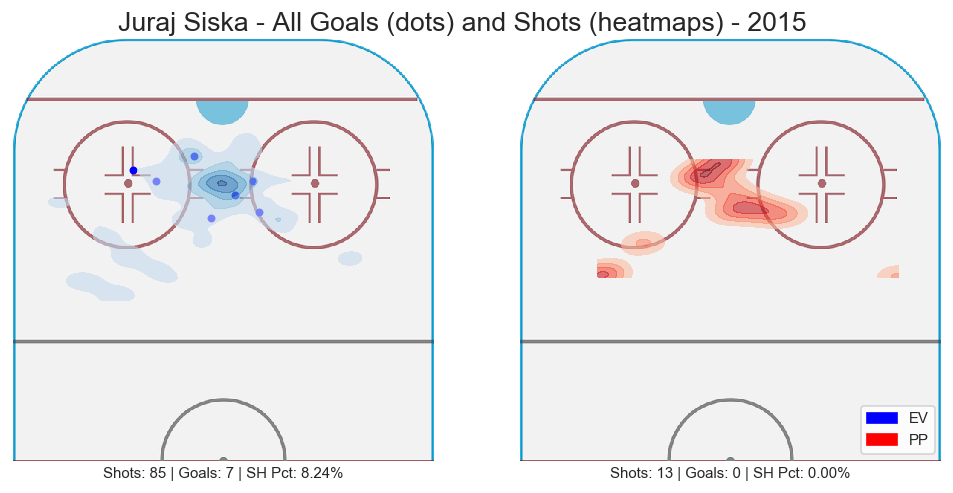 Juraj Siska - All Goals (dots) and Shots (heatmaps) - 2015
EV
PP
Shots: 85 | Goals: 7 | SH Pct: 8.24%
Shots: 13 | Goals: 0 | SH Pct: 0.00%